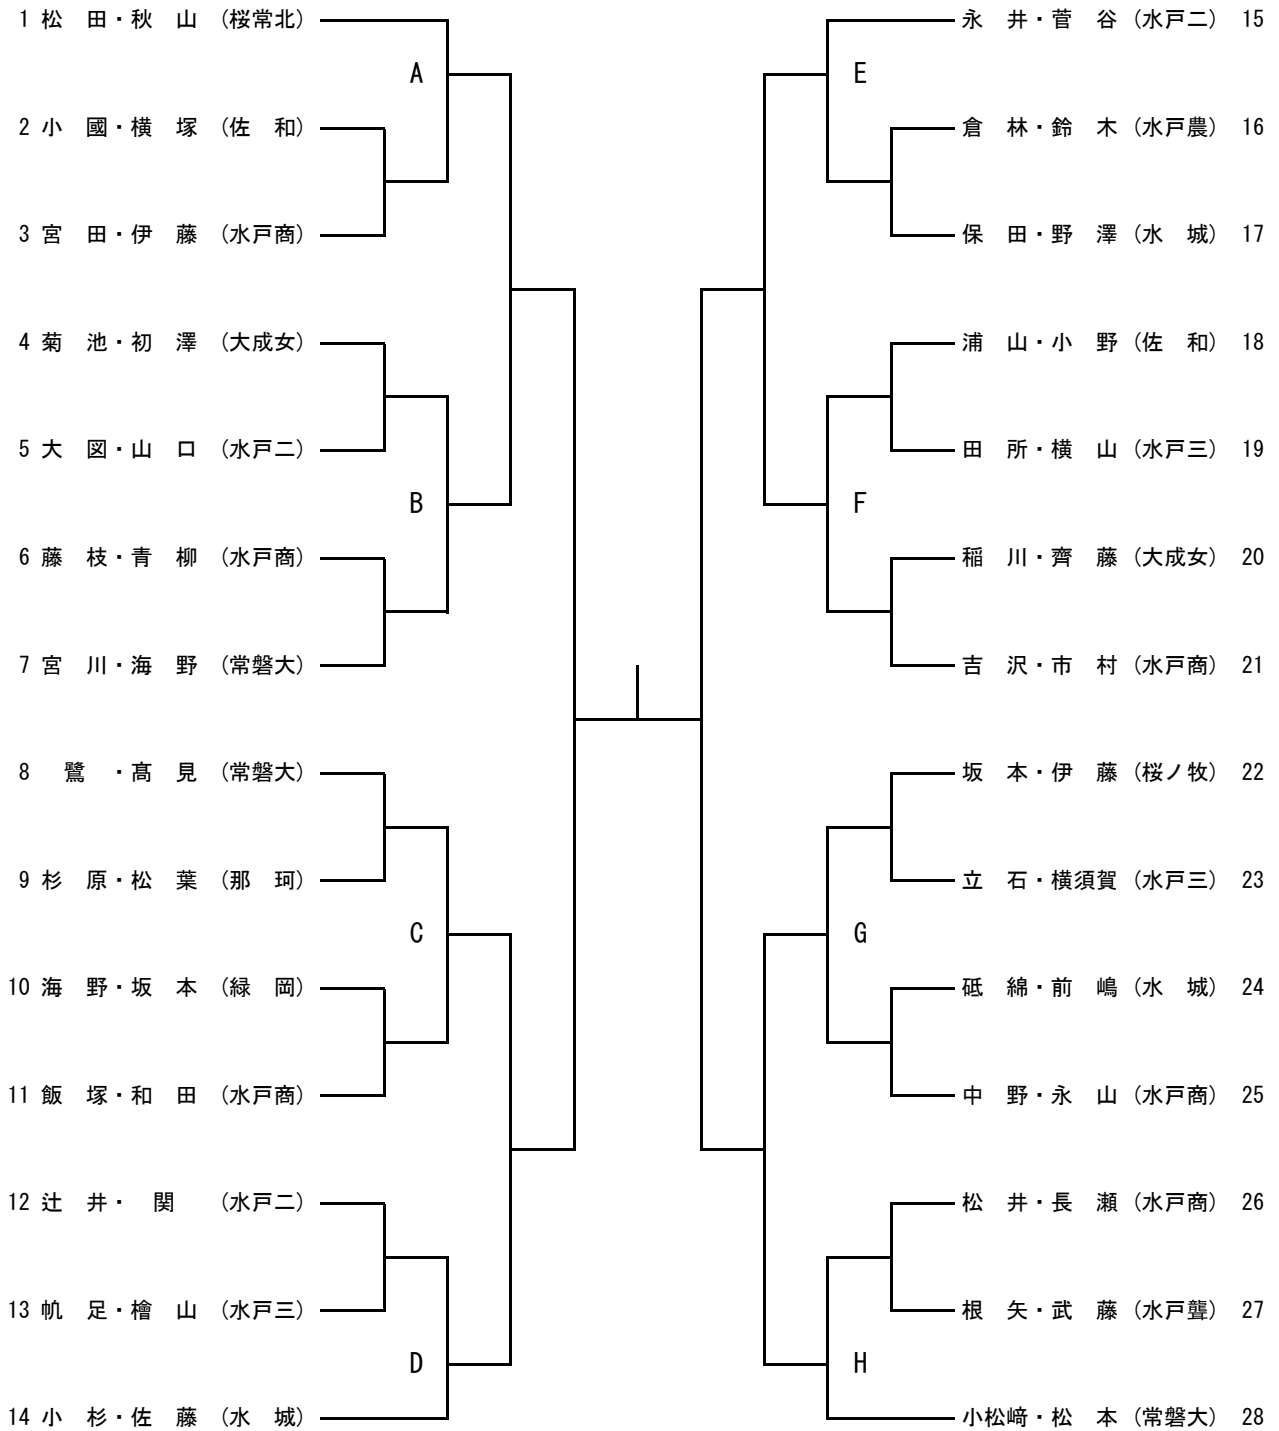 1 松　田・秋　山 （桜常北）
A
2 小　國・横　塚 （佐　和）
3 宮　田・伊　藤 （水戸商）
4 菊　池・初　澤 （大成女）
5 大　図・山　口 （水戸二）
B
6 藤　枝・青　柳 （水戸商）
7 宮　川・海　野 （常磐大）
8 鷺　・髙　見 （常磐大）
9 杉　原・松　葉 （那　珂）
C
10 海　野・坂　本 （緑　岡）
11 飯　塚・和　田 （水戸商）
12 辻　井・　関　 （水戸二）
13 帆　足・檜　山 （水戸三）
D
14 小　杉・佐　藤 （水　城）
永　井・菅　谷 （水戸二） 15
E
倉　林・鈴　木 （水戸農） 16
保　田・野　澤 （水　城） 17
浦　山・小　野 （佐　和） 18
田　所・横　山 （水戸三） 19
F
稲　川・齊　藤 （大成女） 20
吉　沢・市　村 （水戸商） 21
坂　本・伊　藤 （桜ノ牧） 22
立　石・横須賀 （水戸三） 23
G
砥　綿・前　嶋 （水　城） 24
中　野・永　山 （水戸商） 25
松　井・長　瀬 （水戸商） 26
根　矢・武　藤 （水戸聾） 27
H
小松﨑・松　本 （常磐大） 28